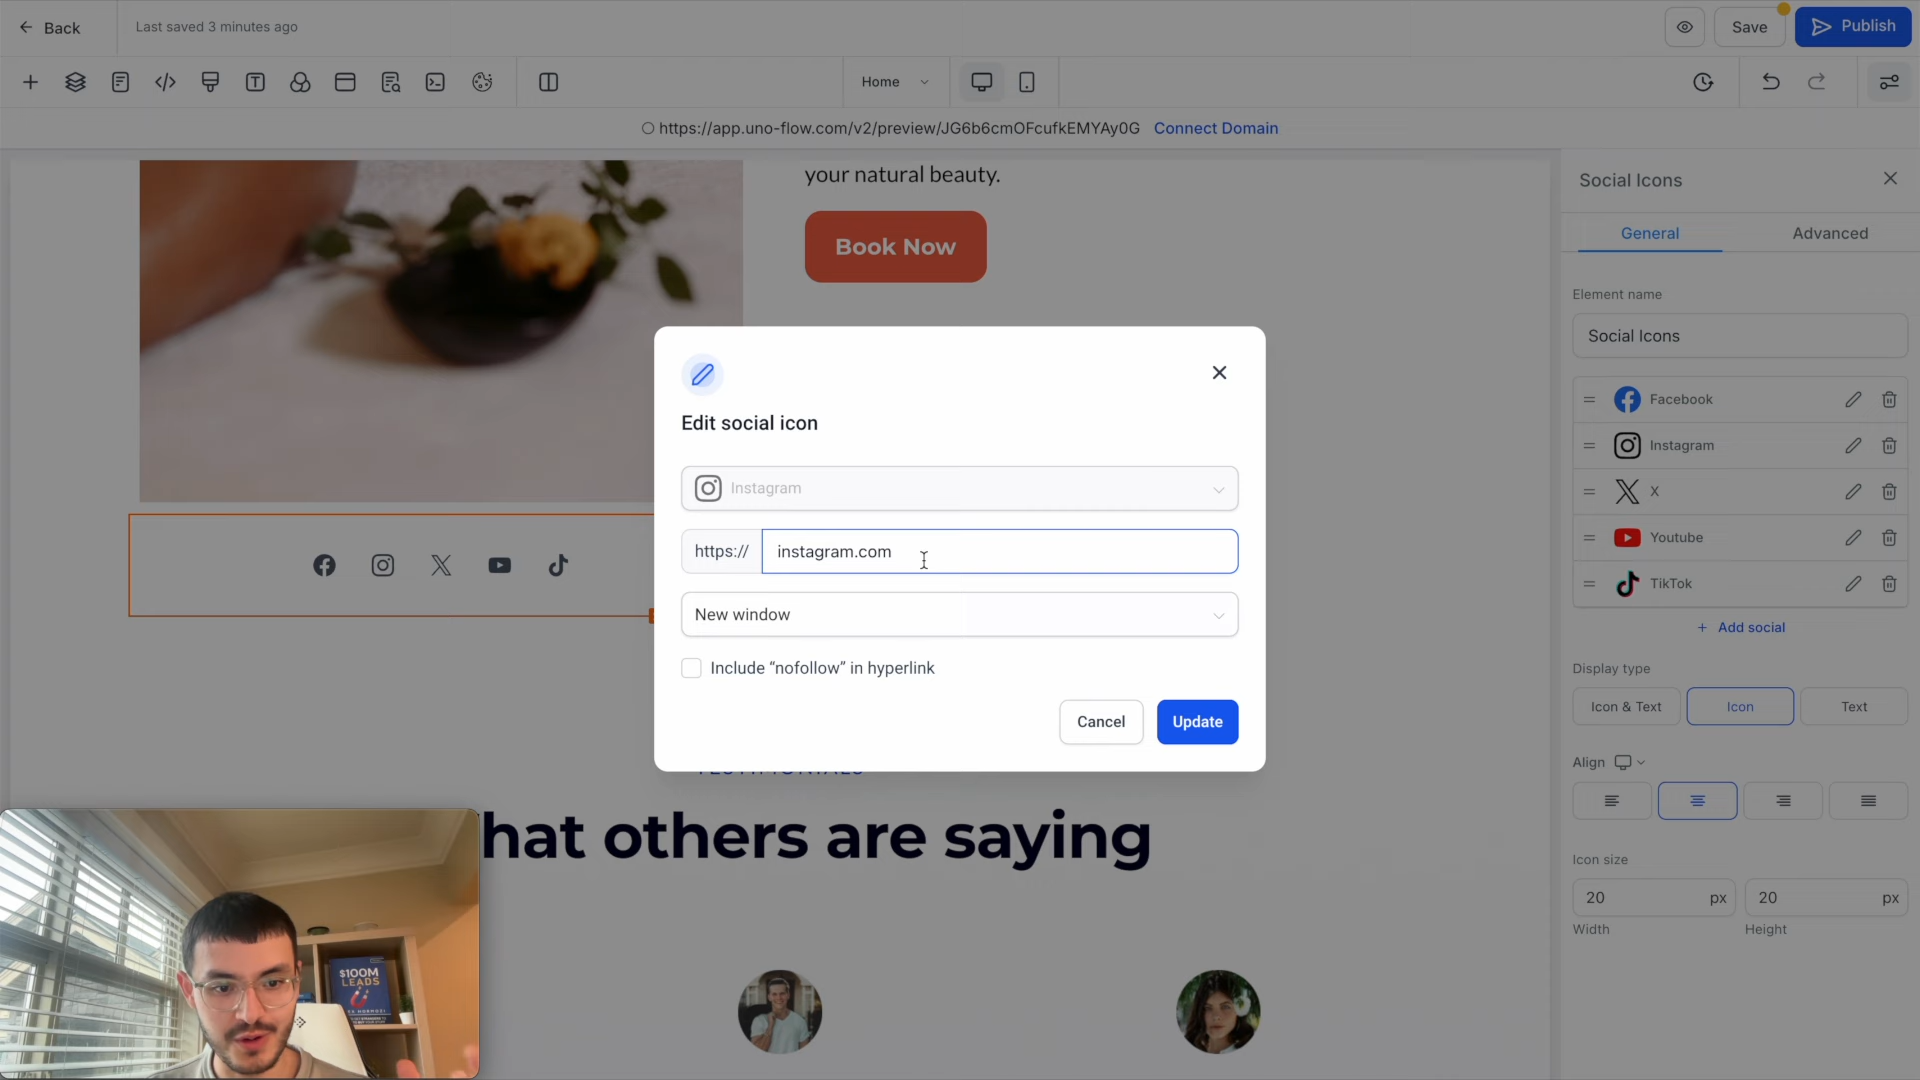 Back
Last saved 3 minutes ago
Save
Publish
Home
https://app.uno-flow.com/v2/preview/JG6b6cmOFcufkEMYAy0G Connect Domain
your natural beauty.
Book Now
Social Icons
General
Advanced
Element name
Social Icons
Facebook
Instagram
X
Youtube
TikTok
+ Add social
Display type
Icon & Text
Icon
Text
Align
Icon size
20 px
20 px
Width
Height
Edit social icon
Instagram
https:// instagram.com
New window
Include “nofollow” in hyperlink
Cancel
Update
TESTIMONIALS
hat others are saying
$100M
LEADS